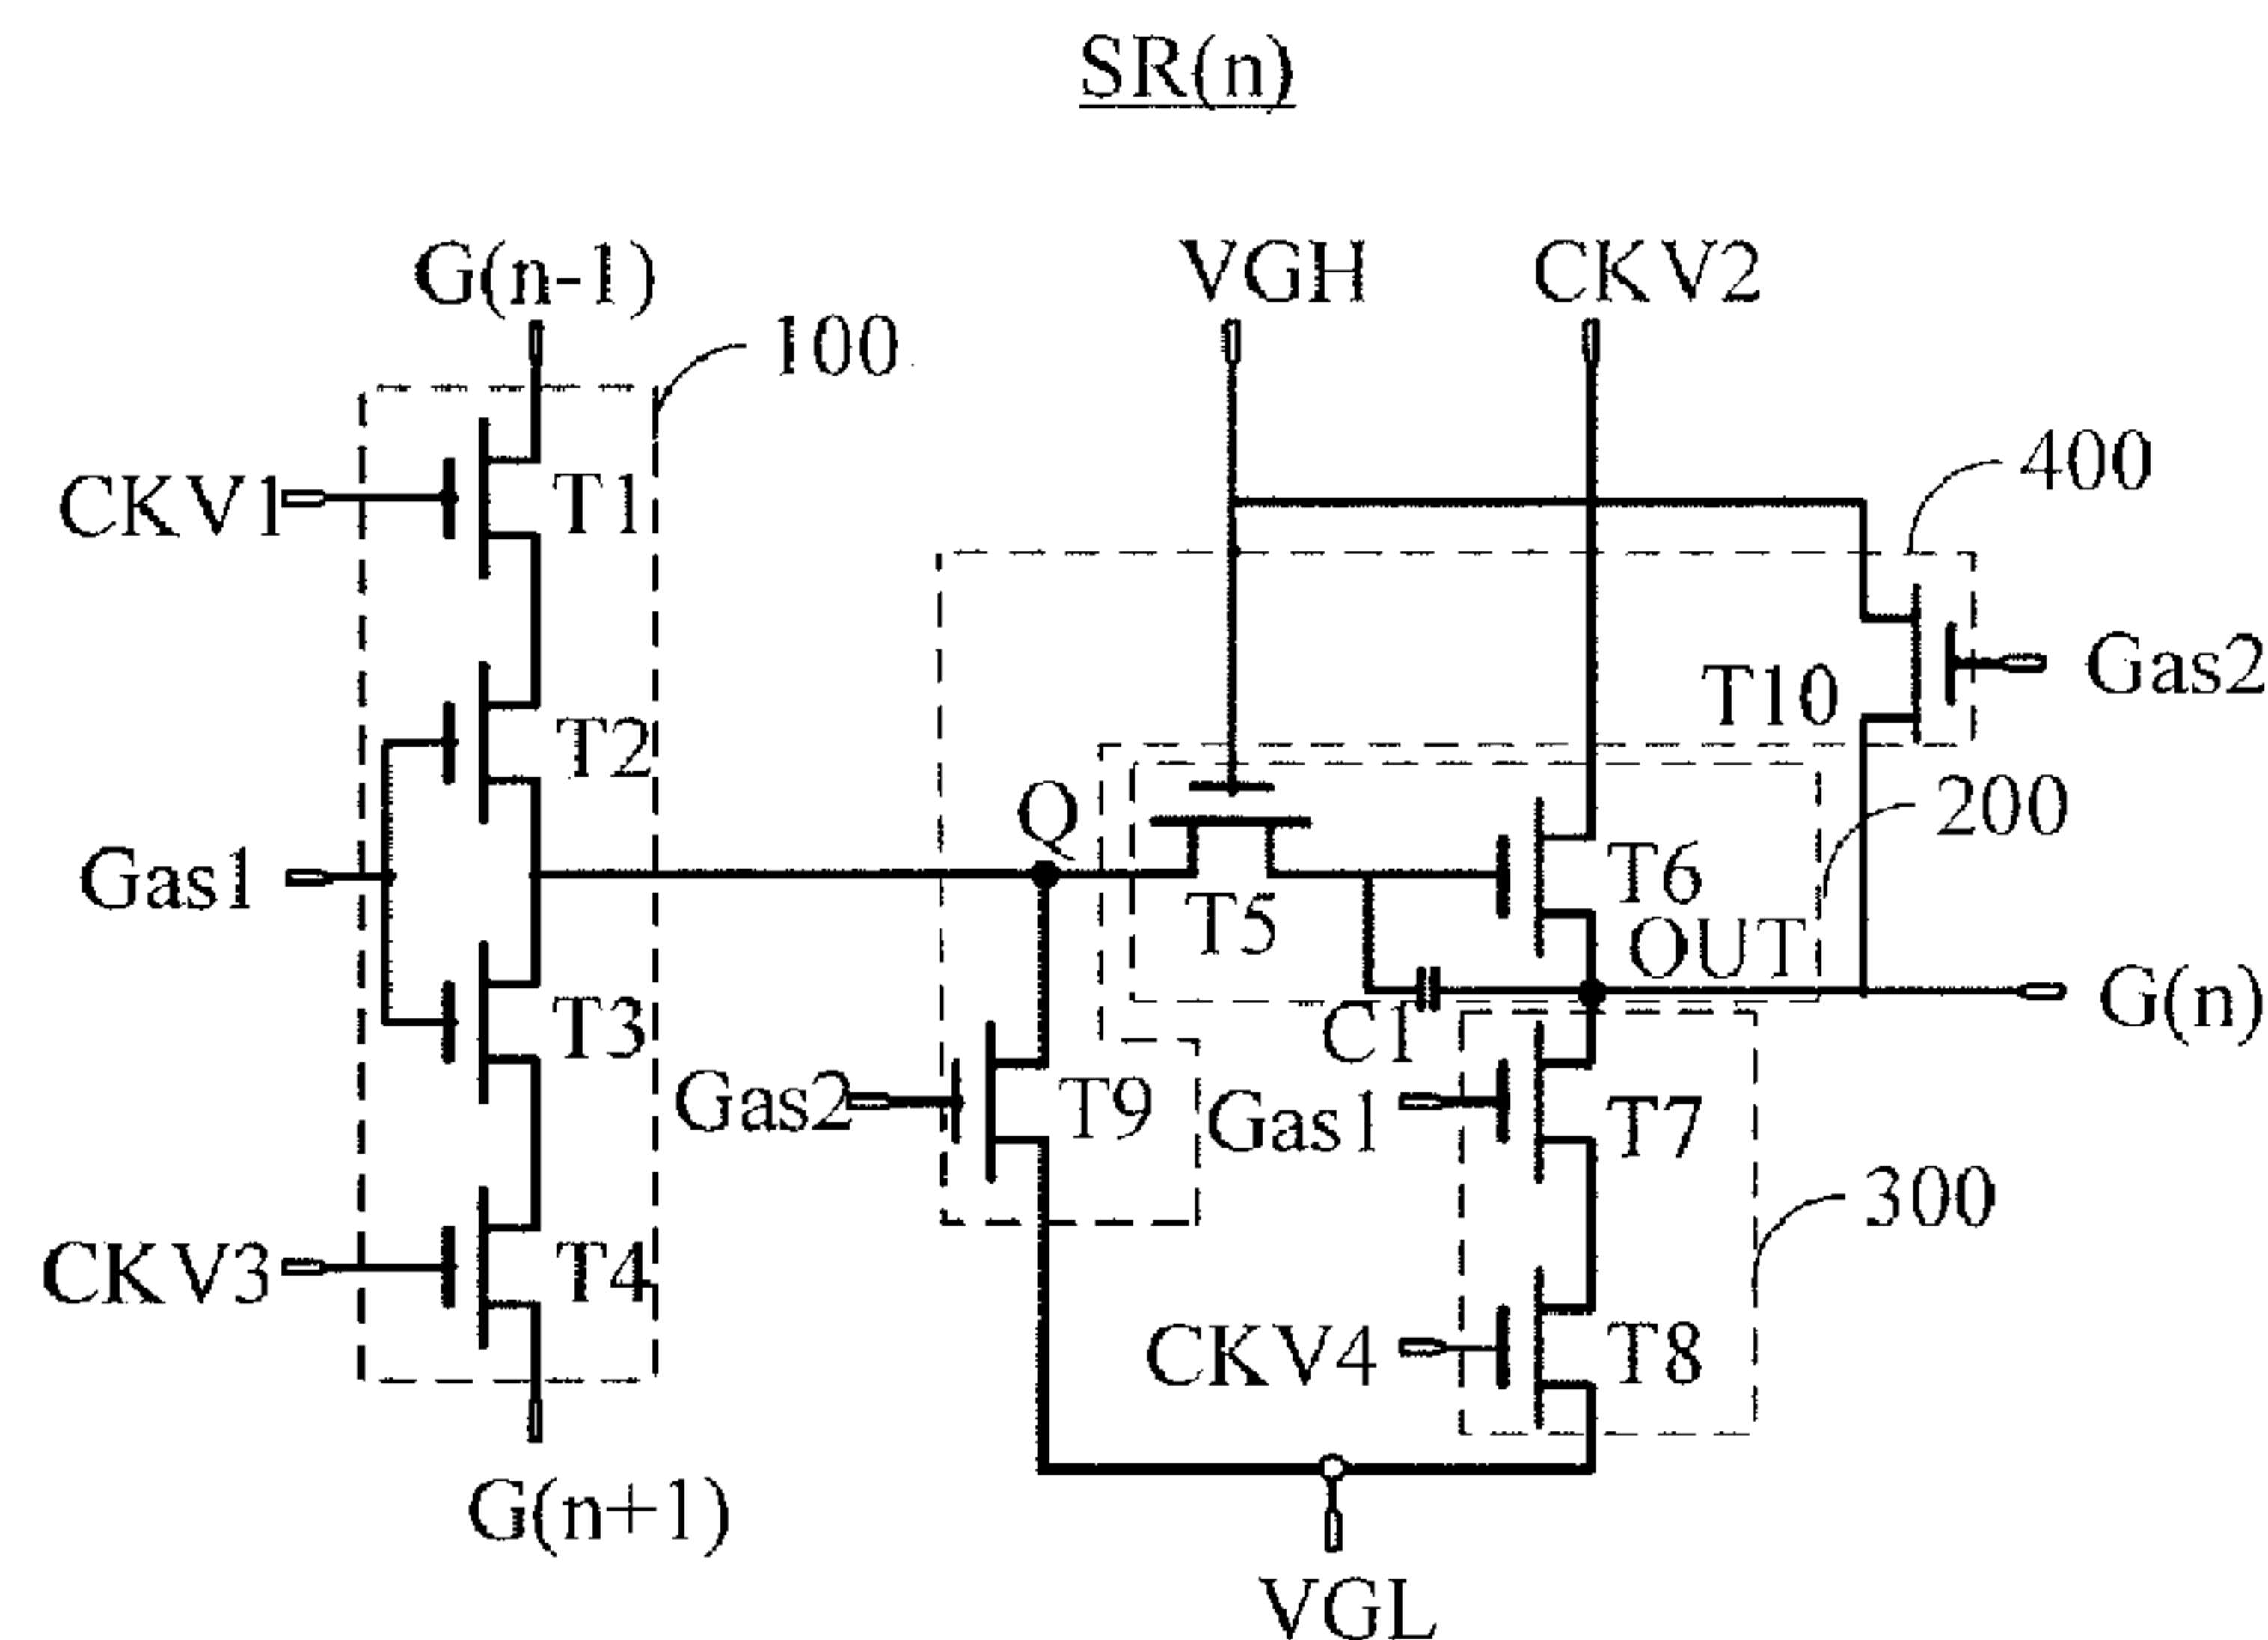 SR(n)
G(n-1)
VGH
CKV2
100
400
CKV1
T1
Gas2
T10
T2
Q
200
Gas1
T5
T6
OUT
G(n)
T3
C1
Gas2
T9
Gas1
T7
300
CKV3
T4
CKV4
T8
G(n+1)
VGL